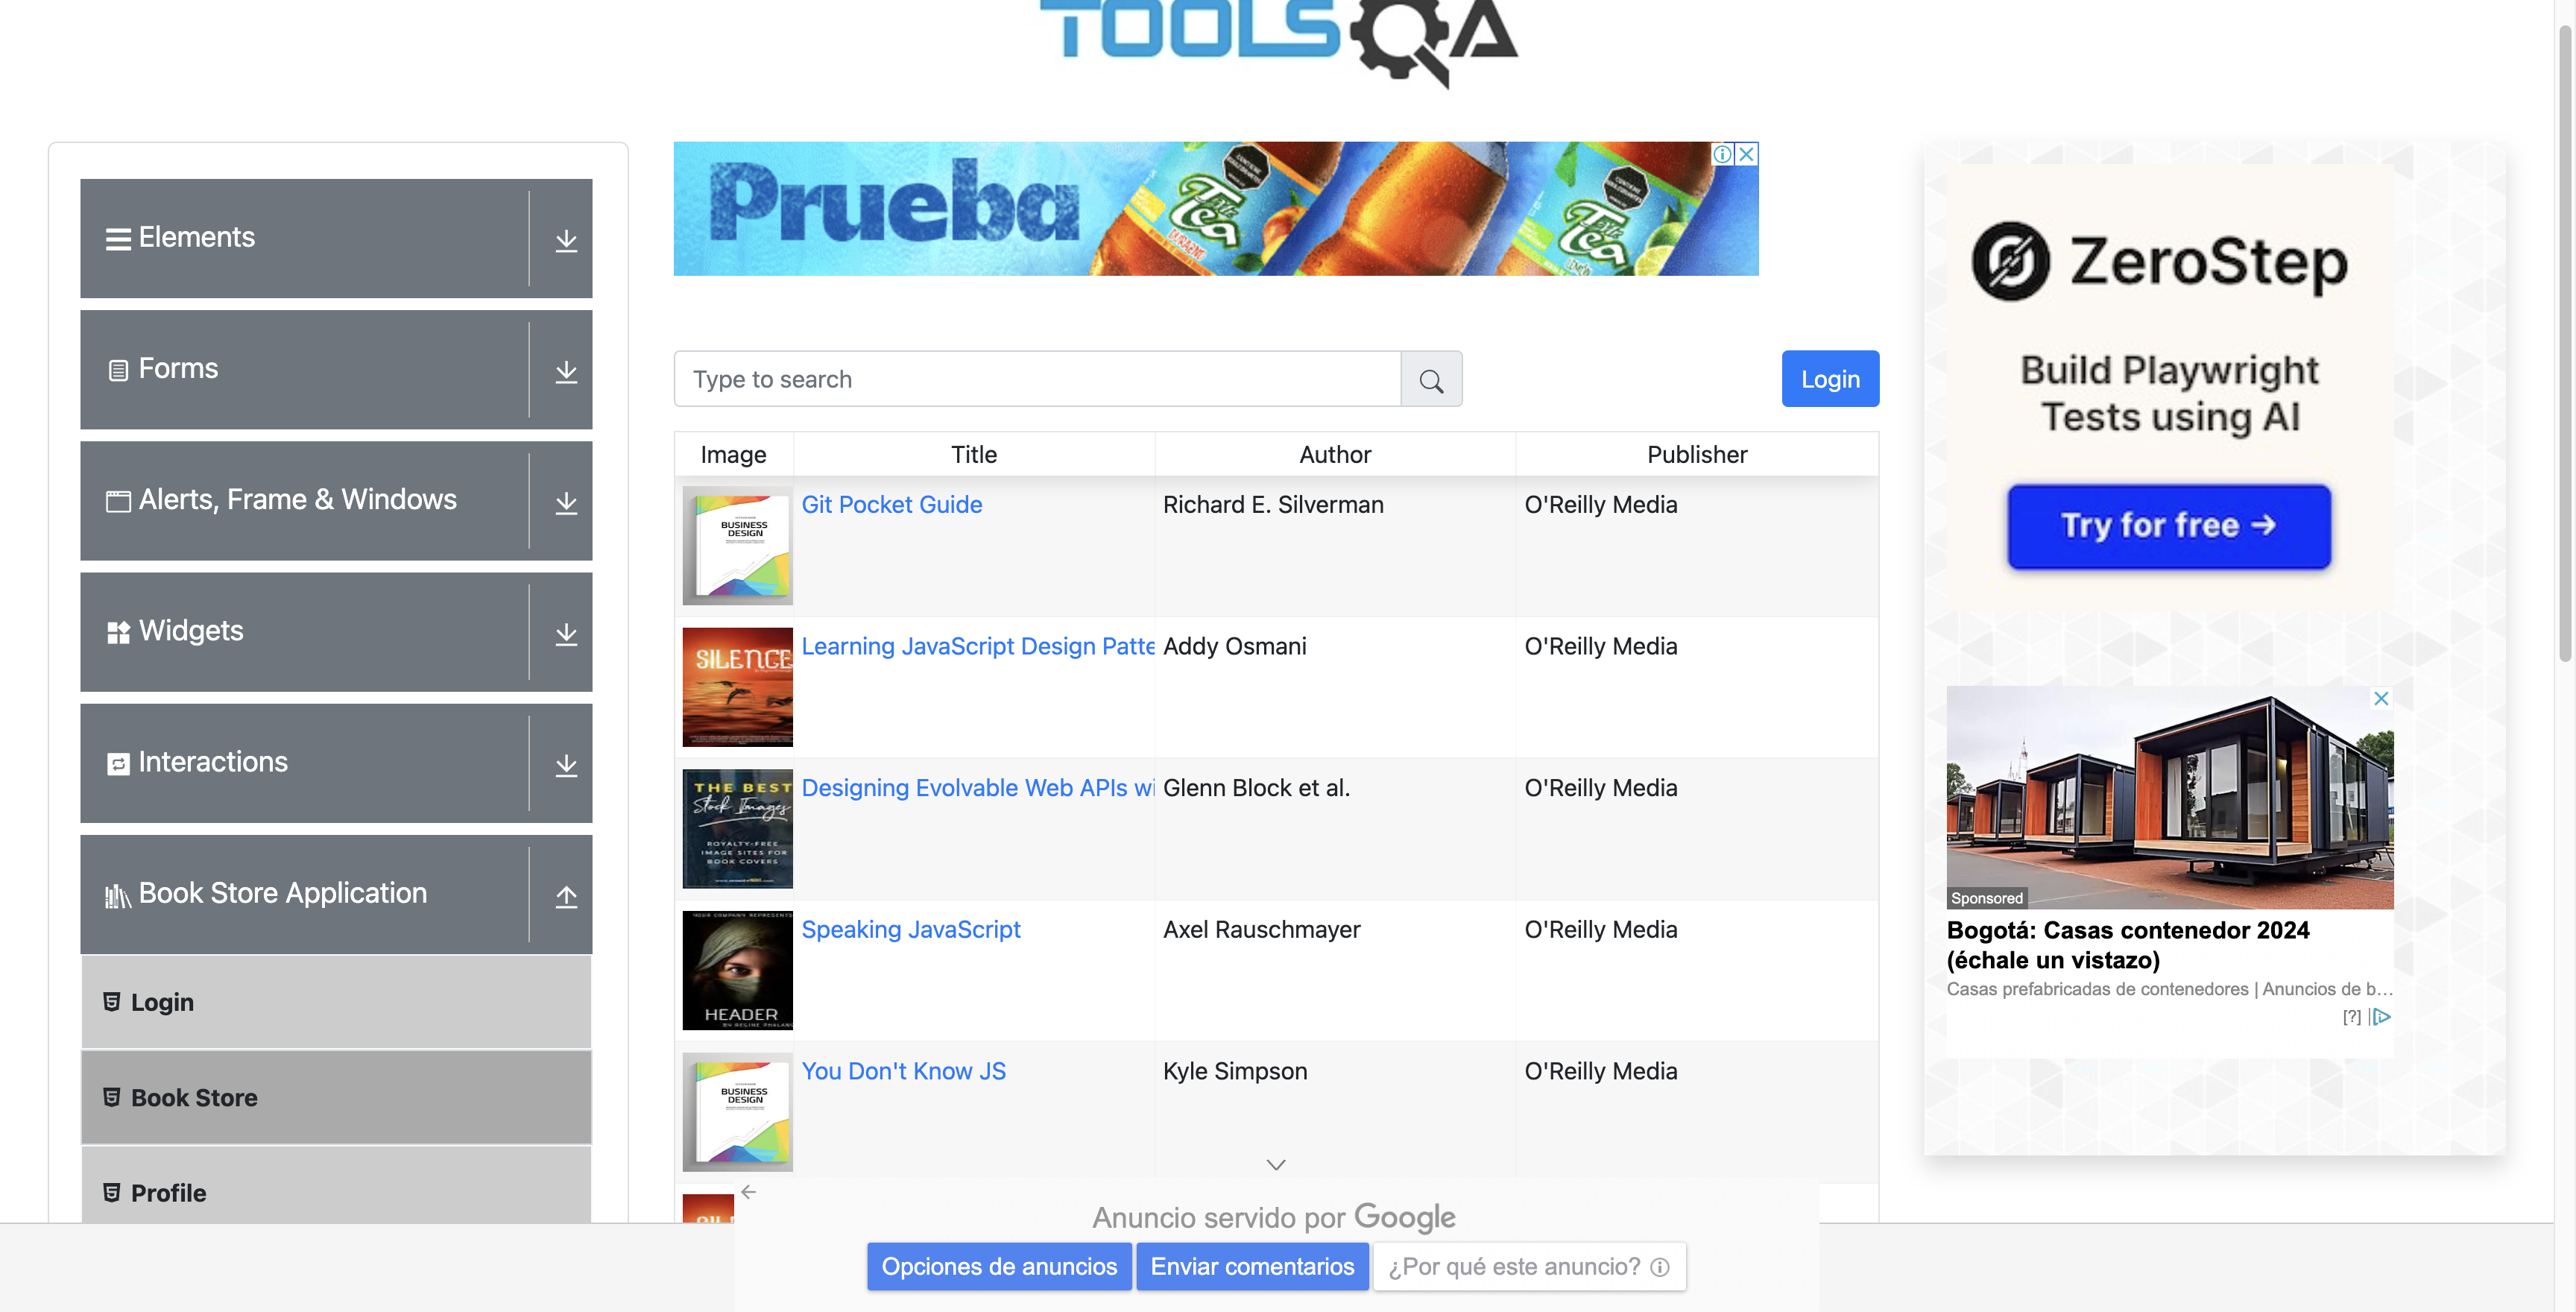 TOOLSQA
Elements
Forms
Alerts, Frame & Windows
Widgets
Interactions
Book Store Application
Login
Book Store
Profile
Prueba
Type to search
Login
Image Title Author Publisher
BUSINESS
DESIGN
Git Pocket Guide Richard E. Silverman O'Reilly Media
SILENCE
Learning JavaScript Design Patte Addy Osmani O'Reilly Media
THE BEST
Stock Images
ROYALTY-FREE
IMAGE SITES FOR
BOOK COVERS
Designing Evolvable Web APIs wi Glenn Block et al. O'Reilly Media
YOUR COMPANY REPRESENTS
HEADER
Speaking JavaScript Axel Rauschmayer O'Reilly Media
BUSINESS
DESIGN
You Don't Know JS Kyle Simpson O'Reilly Media
Anuncio servido por Google
Opciones de anuncios
Enviar comentarios
¿Por qué este anuncio?
ZeroStep
Build Playwright
Tests using AI
Try for free →
Sponsored
Bogotá: Casas contenedor 2024
(échale un vistazo)
Casas prefabricadas de contenedores | Anuncios de b...
[?]